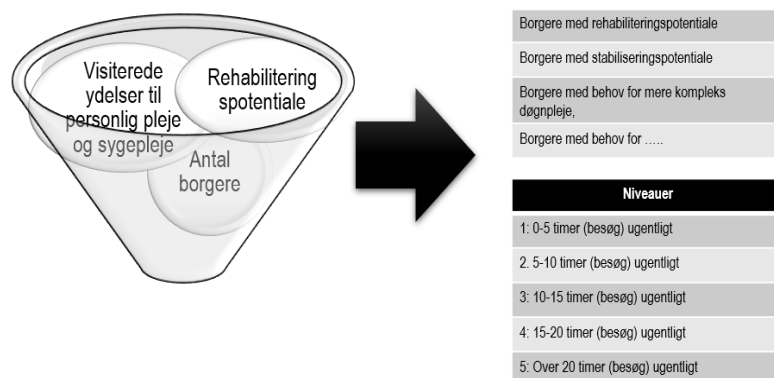 Visiterede
ydelser til
personlig pleje
og sygepleje
Rehabilitering
spotentiale
Antal
borgere
Borgere med rehabiliteringspotentiale
Borgere med stabiliseringspotentiale
Borgere med behov for mere kompleks
døgnpleje,
Borgere med behov for .....
Niveauer
1: 0-5 timer (besøg) ugentligt
2. 5-10 timer (besøg) ugentligt
3: 10-15 timer (besøg) ugentligt
4: 15-20 timer (besøg) ugentligt
5: Over 20 timer (besøg) ugentligt